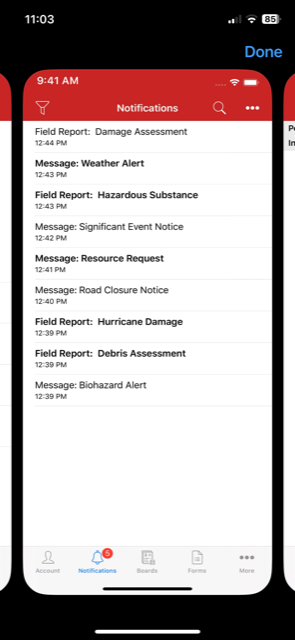 11:03
85
Done
9:41 AM
Notifications
Field Report:  Damage Assessment
12:44 PM
Message: Weather Alert
12:43 PM
Field Report:  Hazardous Substance
12:43 PM
Message: Significant Event Notice
12:42 PM
Message: Resource Request
12:41 PM
Message: Road Closure Notice
12:40 PM
Field Report:  Hurricane Damage
12:39 PM
Field Report:  Debris Assessment
12:39 PM
Message: Biohazard Alert
12:39 PM
5
Account Notifications Boards Forms More